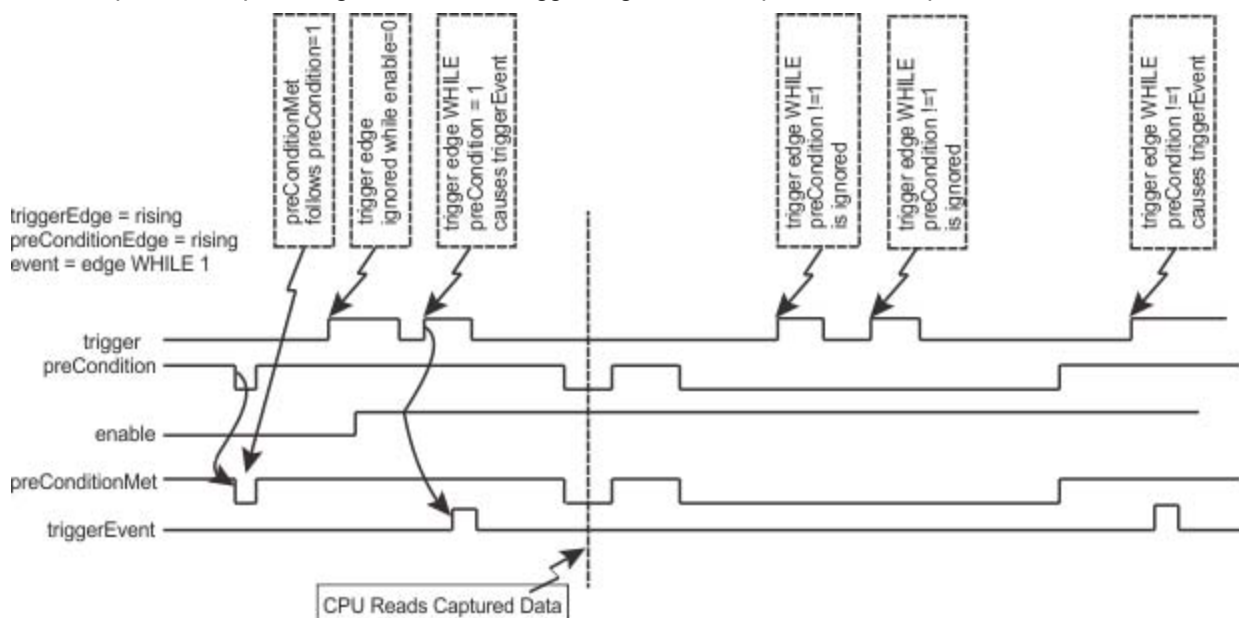 preConditionMet
follows preCondition=1
trigger edge
ignored while enable=0
trigger edge WHILE
preCondition = 1
causes triggerEvent
trigger edge WHILE
preCondition !=1
is ignored
trigger edge WHILE
preCondition !=1
is ignored
trigger edge WHILE
preCondition !=1
causes triggerEvent
triggerEdge = rising
preConditionEdge = rising
event = edge WHILE 1
trigger
preCondition
enable
preConditionMet
triggerEvent
CPU Reads Captured Data